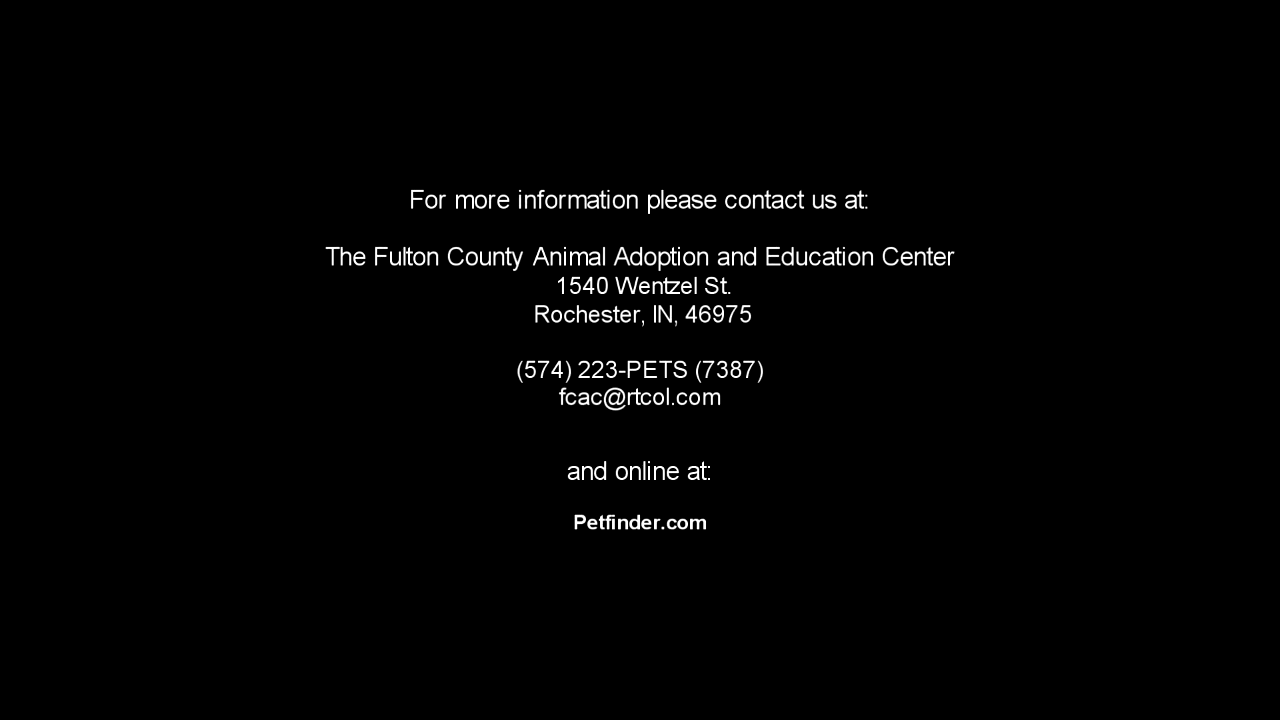 For more information please contact us at:
The Fulton County Animal Adoption and Education Center
1540 Wentzel St.
Rochester, IN, 46975
(574) 223-PETS (7387)
fcac@rtcol.com
and online at:
Petfinder.com